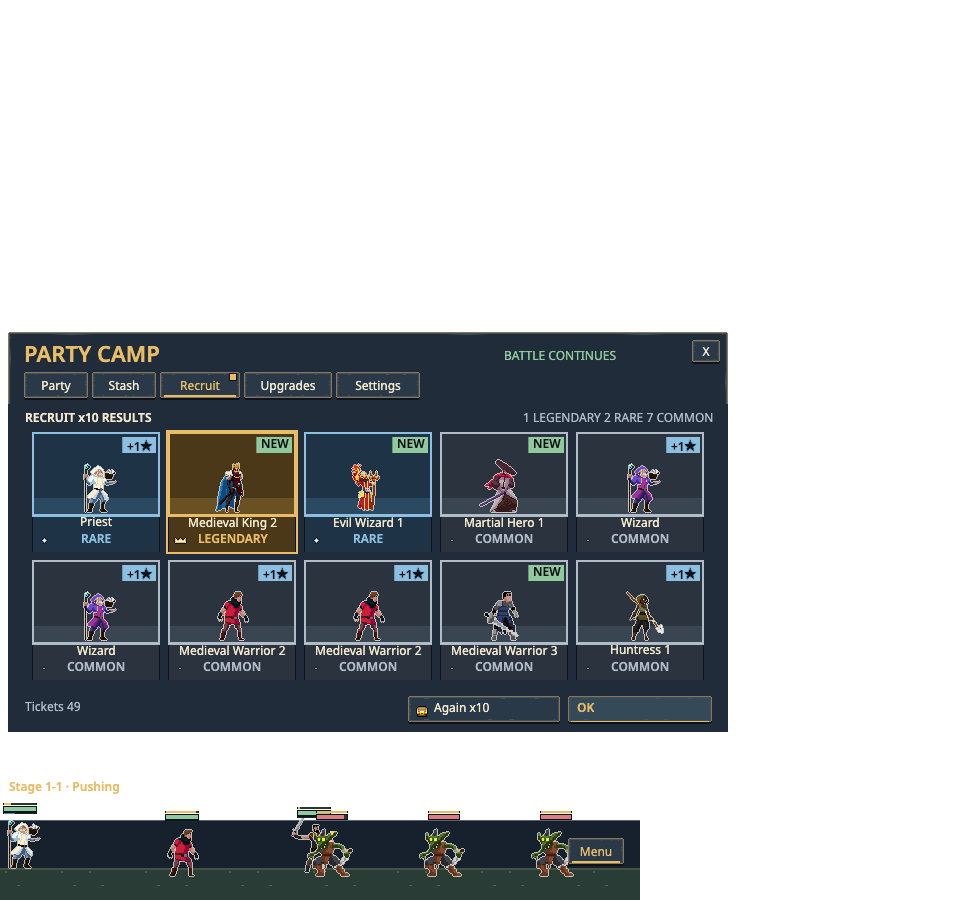 PARTY CAMP
BATTLE CONTINUES
X
Party
Stash
Recruit
Upgrades
Settings
RECRUIT x10 RESULTS
1 LEGENDARY 2 RARE 7 COMMON
+1★
NEW
NEW
NEW
+1★
Priest
Medieval King 2
Evil Wizard 1
Martial Hero 1
Wizard
RARE
LEGENDARY
RARE
COMMON
COMMON
+1★
+1★
+1★
NEW
+1★
Wizard
Medieval Warrior 2
Medieval Warrior 2
Medieval Warrior 3
Huntress 1
COMMON
COMMON
COMMON
COMMON
COMMON
Tickets 49
Again x10
OK
Stage 1-1 · Pushing
Menu